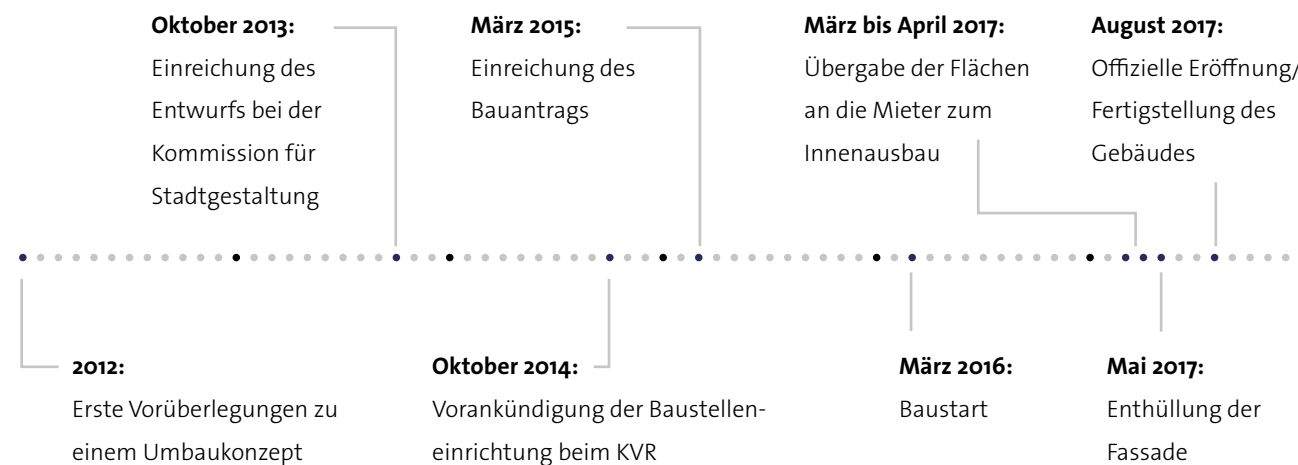 Oktober 2013:
Einreichung des
Entwurfs bei der
Kommission für
Stadtgestaltung
März 2015:
Einreichung des
Bauantrags
März bis April 2017:
Übergabe der Flächen
an die Mieter zum
Innenausbau
August 2017:
Offizielle Eröffnung/
Fertigstellung des
Gebäudes
2012:
Erste Vorüberlegungen zu
einem Umbaukonzept
Oktober 2014:
Vorankündigung der Baustellen-
einrichtung beim KVR
März 2016:
Baustart
Mai 2017:
Enthüllung der
Fassade